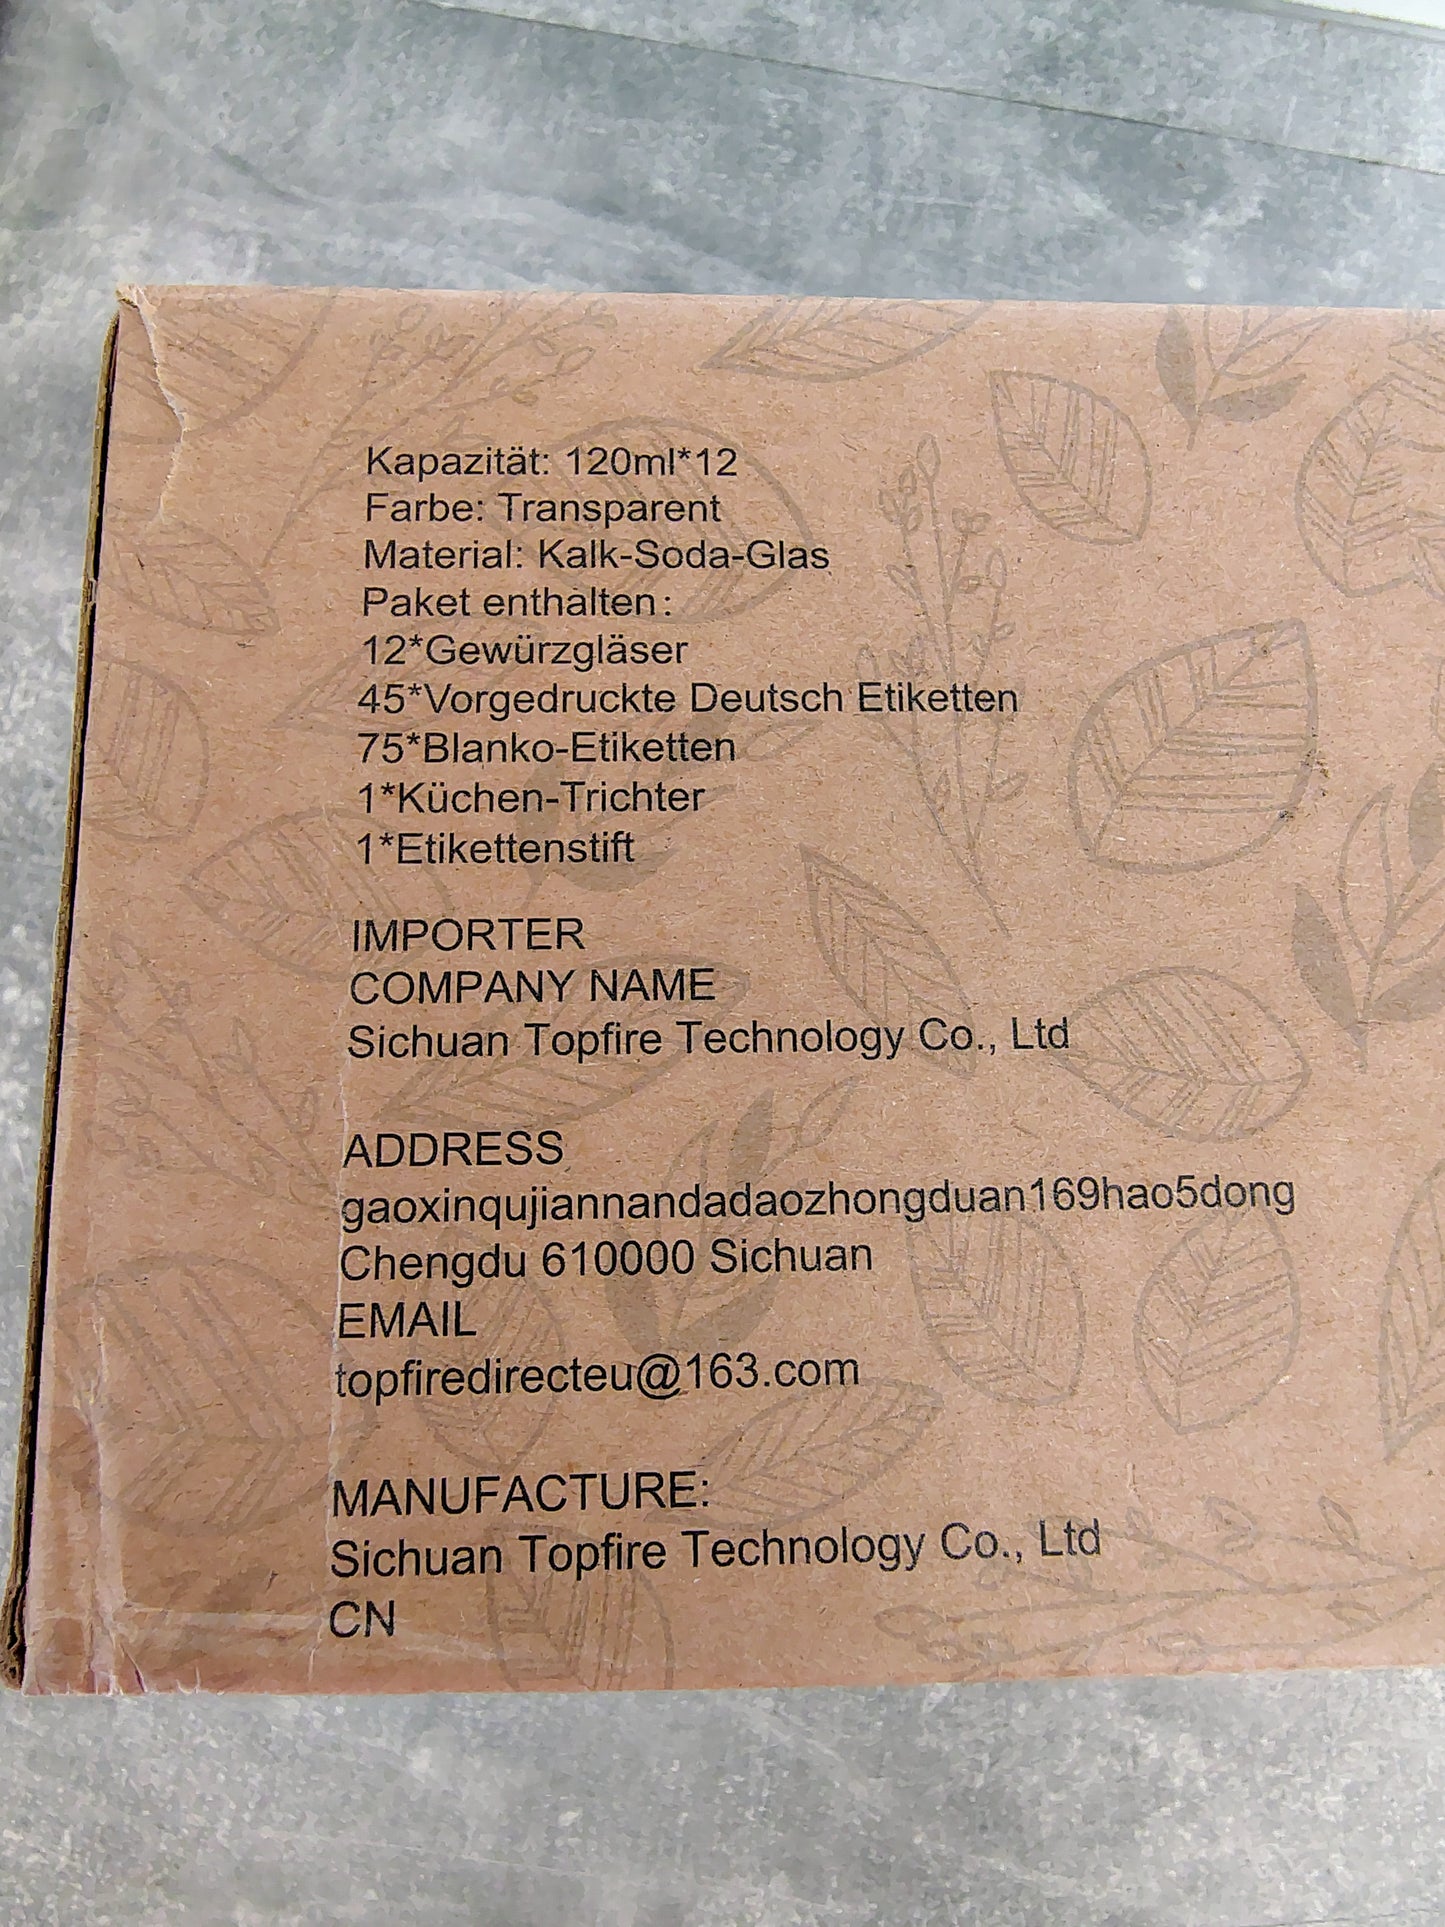 Kapazität: 120ml*12
Farbe: Transparent
Material: Kalk-Soda-Glas
Paket enthalten:
12*Gewürzgläser
45*Vorgedruckte Deutsch Etiketten
75*Blanko-Etiketten
1*Küchen-Trichter
1*Etikettenstift
IMPORTER
COMPANY NAME
Sichuan Topfire Technology Co., Ltd
ADDRESS
gaoxinqujiannandadaozhongduan169hao5dong
Chengdu 610000 Sichuan
EMAIL
topfiredirecteu@163.com
MANUFACTURE:
Sichuan Topfire Technology Co., Ltd
CN